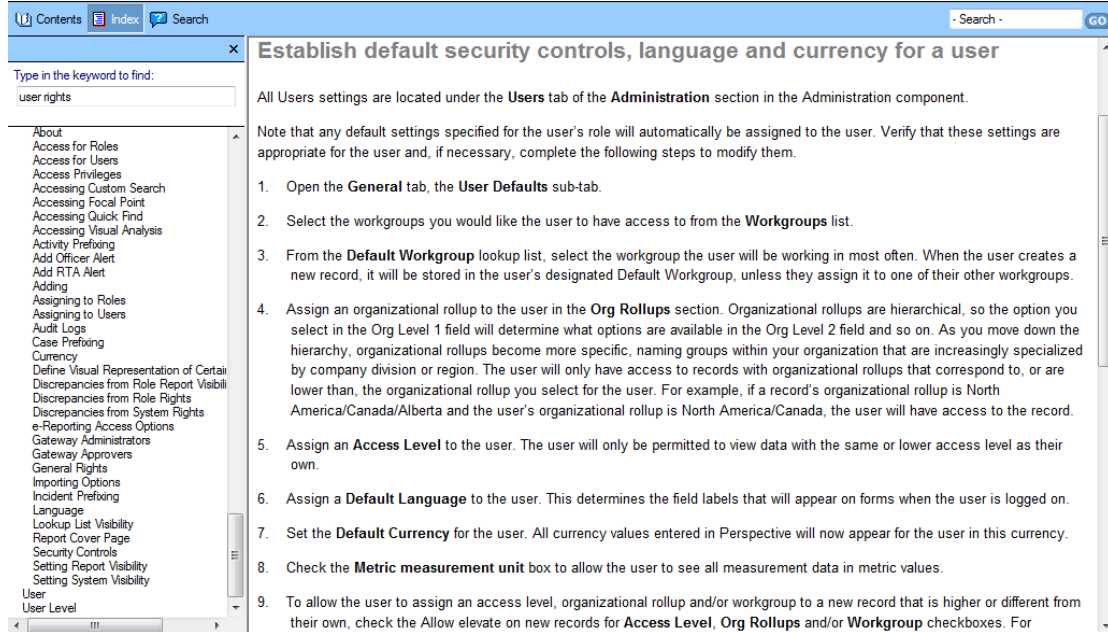 Contents Index Search
- Search -
GO
×
Type in the keyword to find:
user rights
About
Access for Roles
Access for Users
Access Privileges
Accessing Custom Search
Accessing Focal Point
Accessing Quick Find
Accessing Visual Analysis
Activity Prefixing
Add Officer Alert
Add RTA Alert
Adding
Assigning to Roles
Assigning to Users
Audit Logs
Case Prefixing
Currency
Define Visual Representation of Certain
Discrepancies from Role Report Visibili
Discrepancies from Role Rights
Discrepancies from System Rights
e-Reporting Access Options
Gateway Administrators
Gateway Approvers
General Rights
Importing Options
Incident Prefixing
Language
Lookup List Visibility
Report Cover Page
Security Controls
Setting Report Visibility
Setting System Visibility
User
User Level
Establish default security controls, language and currency for a user
All Users settings are located under the Users tab of the Administration section in the Administration component.
Note that any default settings specified for the user's role will automatically be assigned to the user. Verify that these settings are
appropriate for the user and, if necessary, complete the following steps to modify them.
1. Open the General tab, the User Defaults sub-tab.
2. Select the workgroups you would like the user to have access to from the Workgroups list.
3. From the Default Workgroup lookup list, select the workgroup the user will be working in most often. When the user creates a
new record, it will be stored in the user's designated Default Workgroup, unless they assign it to one of their other workgroups.
4. Assign an organizational rollup to the user in the Org Rollups section. Organizational rollups are hierarchical, so the option you
select in the Org Level 1 field will determine what options are available in the Org Level 2 field and so on. As you move down the
hierarchy, organizational rollups become more specific, naming groups within your organization that are increasingly specialized
by company division or region. The user will only have access to records with organizational rollups that correspond to, or are
lower than, the organizational rollup you select for the user. For example, if a record's organizational rollup is North
America/Canada/Alberta and the user's organizational rollup is North America/Canada, the user will have access to the record.
5. Assign an Access Level to the user. The user will only be permitted to view data with the same or lower access level as their
own.
6. Assign a Default Language to the user. This determines the field labels that will appear on forms when the user is logged on.
7. Set the Default Currency for the user. All currency values entered in Perspective will now appear for the user in this currency.
8. Check the Metric measurement unit box to allow the user to see all measurement data in metric values.
9. To allow the user to assign an access level, organizational rollup and/or workgroup to a new record that is higher or different from
their own, check the Allow elevate on new records for Access Level, Org Rollups and/or Workgroup checkboxes. For